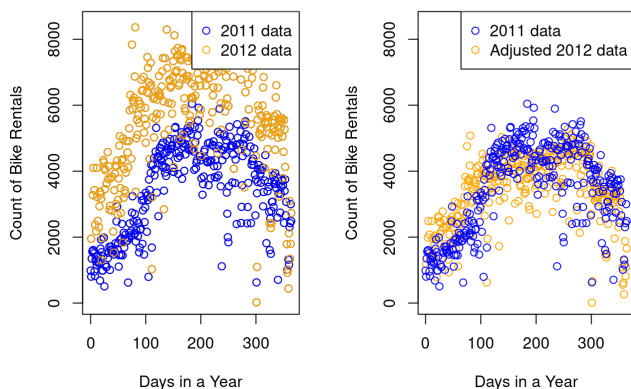 2011 data
2012 data
Count of Bike Rentals
8000
6000
4000
2000
0
0
100
200
300
Days in a Year
2011 data
Adjusted 2012 data
Count of Bike Rentals
8000
6000
4000
2000
0
0
100
200
300
Days in a Year